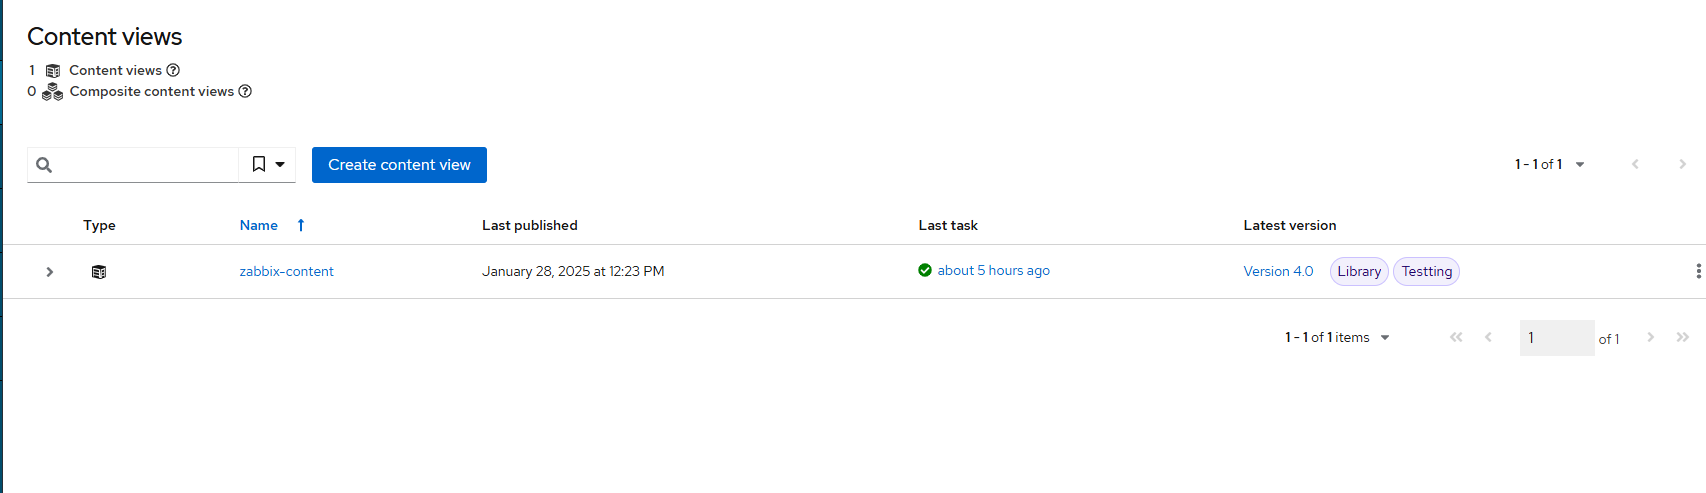 Content views
1 Content views
0 Composite content views
Create content view
1 - 1 of 1
Type Name Last published Last task Latest version
zabbix-content January 28, 2025 at 12:23 PM about 5 hours ago Version 4.0 Library Testting
1 - 1 of 1 items 1 of 1